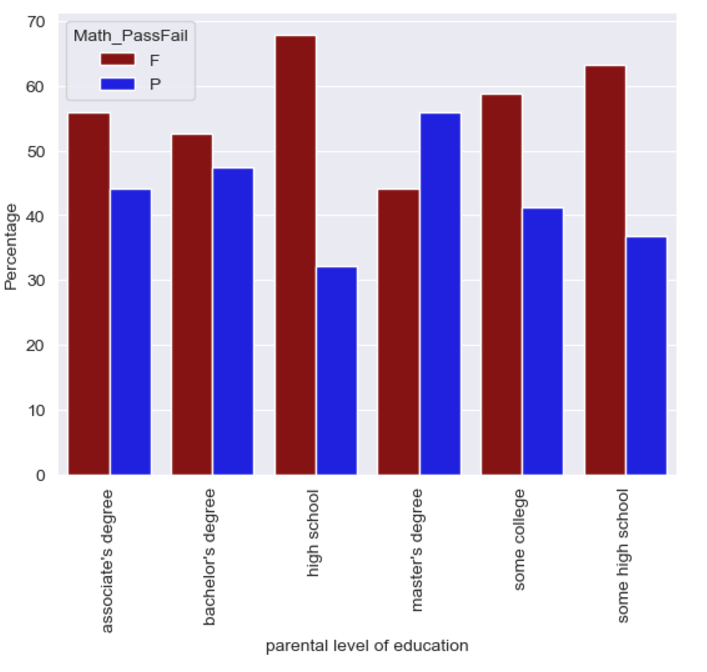 Math_PassFail
F
P
Percentage
70
60
50
40
30
20
10
0
associate's degree
bachelor's degree
high school
master's degree
some college
some high school
parental level of education